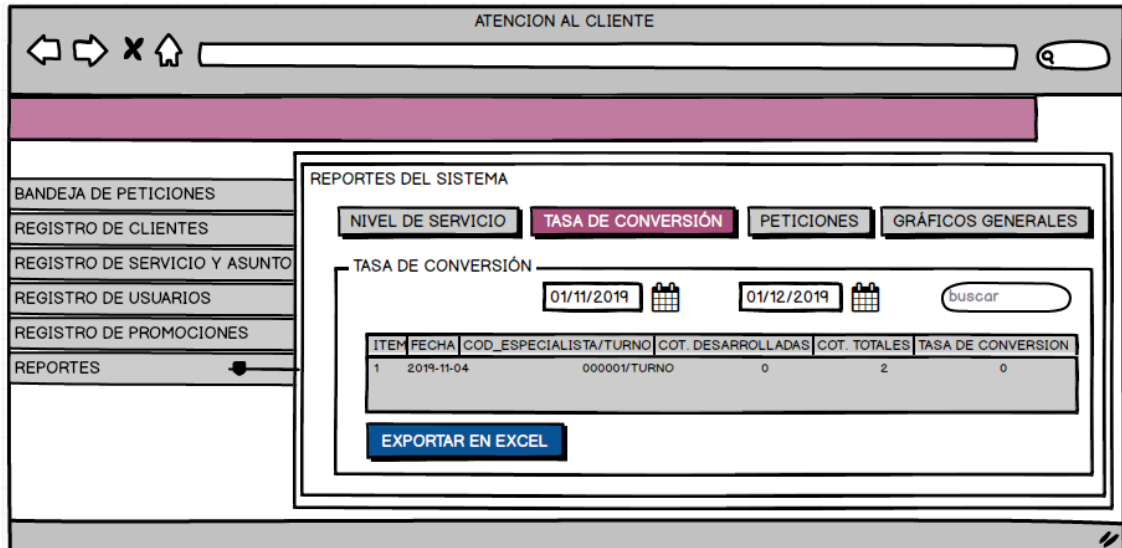 ATENCION AL CLIENTE
BANDEJA DE PETICIONES
REGISTRO DE CLIENTES
REGISTRO DE SERVICIO Y ASUNTO
REGISTRO DE USUARIOS
REGISTRO DE PROMOCIONES
REPORTES
REPORTES DEL SISTEMA
NIVEL DE SERVICIO TASA DE CONVERSIÓN PETICIONES GRÁFICOS GENERALES
TASA DE CONVERSIÓN
01/11/2019 01/12/2019 buscar
ITEM FECHA COD_ESPECIALISTA/TURNO COT. DESARROLLADAS COT. TOTALES TASA DE CONVERSION
1 2019-11-04 000001/TURNO 0 2 0
EXPORTAR EN EXCEL